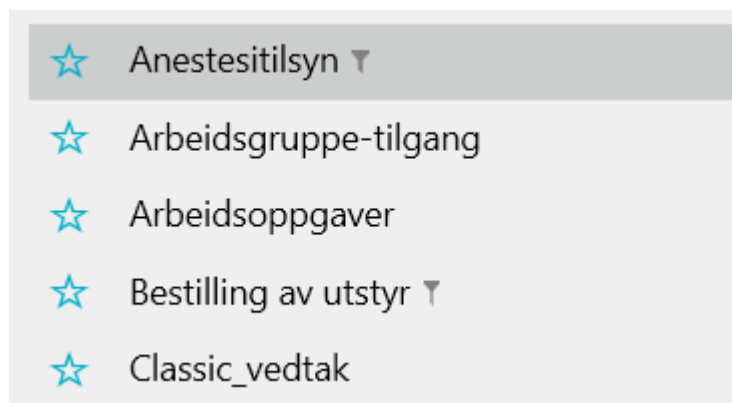 Anestesitilsyn
Arbeidsgruppe-tilgang
Arbeidsoppgaver
Bestilling av utstyr
Classic_vedtak